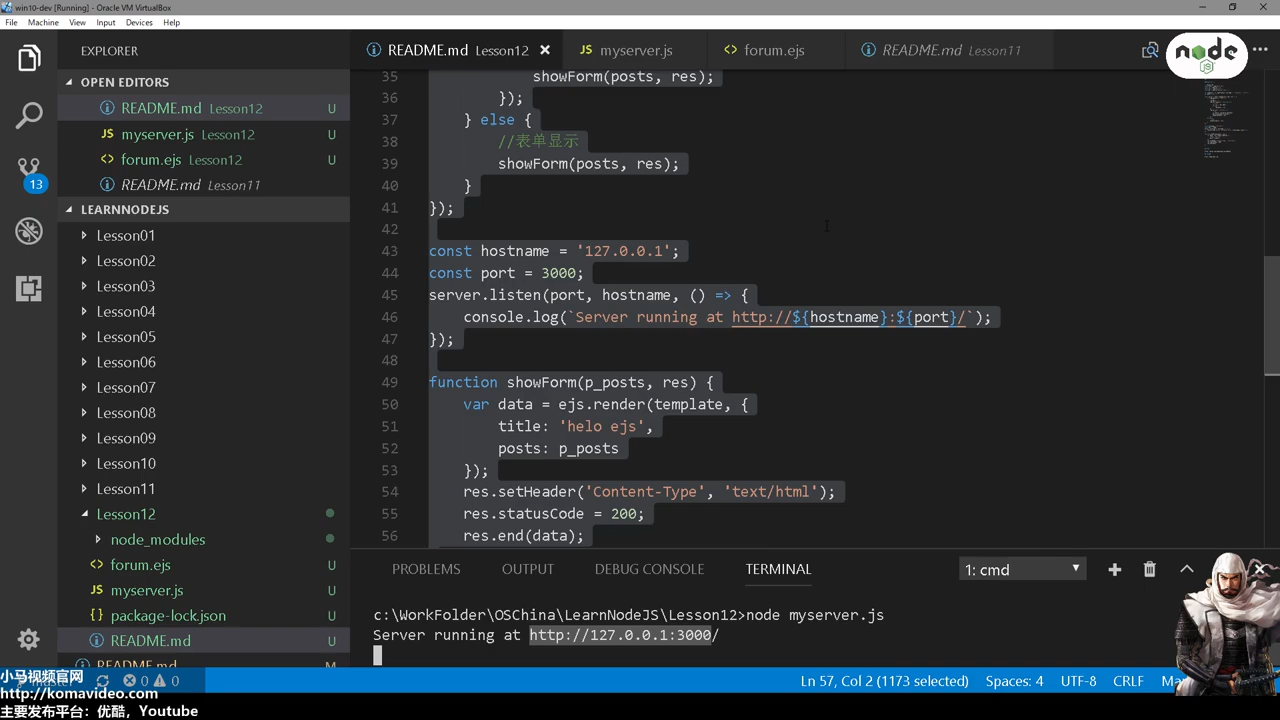 win10-dev [Running] - Oracle VM VirtualBox
File Machine View Input Devices Help
EXPLORER
README.md Lesson12
myserver.js
forum.ejs
README.md Lesson11
node
JS
OPEN EDITORS
README.md Lesson12 U
JS myserver.js Lesson12 U
<> forum.ejs Lesson12 U
README.md Lesson11
13
LEARNNODEJS
Lesson01
Lesson02
Lesson03
Lesson04
Lesson05
Lesson06
Lesson07
Lesson08
Lesson09
Lesson10
Lesson11
Lesson12
node_modules
<> forum.ejs U
JS myserver.js U
{} package-lock.json U
README.md U
README.md M
35 showForm(posts, res);
36 });
37 } else {
38 //表单显示
39 showForm(posts, res);
40 }
41 });
42
43 const hostname = '127.0.0.1';
44 const port = 3000;
45 server.listen(port, hostname, () => {
46 console.log(`Server running at http://${hostname}:${port}/`);
47 });
48
49 function showForm(p_posts, res) {
50 var data = ejs.render(template, {
51 title: 'helo ejs',
52 posts: p_posts
53 });
54 res.setHeader('Content-Type', 'text/html');
55 res.statusCode = 200;
56 res.end(data);
PROBLEMS OUTPUT DEBUG CONSOLE TERMINAL 1: cmd
c:\WorkFolder\OSChina\LearnNodeJS\Lesson12>node myserver.js
Server running at http://127.0.0.1:3000/
小马视频官网
http://komavideo.com
主要发布平台：优酷，Youtube
0 0
Ln 57, Col 2 (1173 selected) Spaces: 4 UTF-8 CRLF